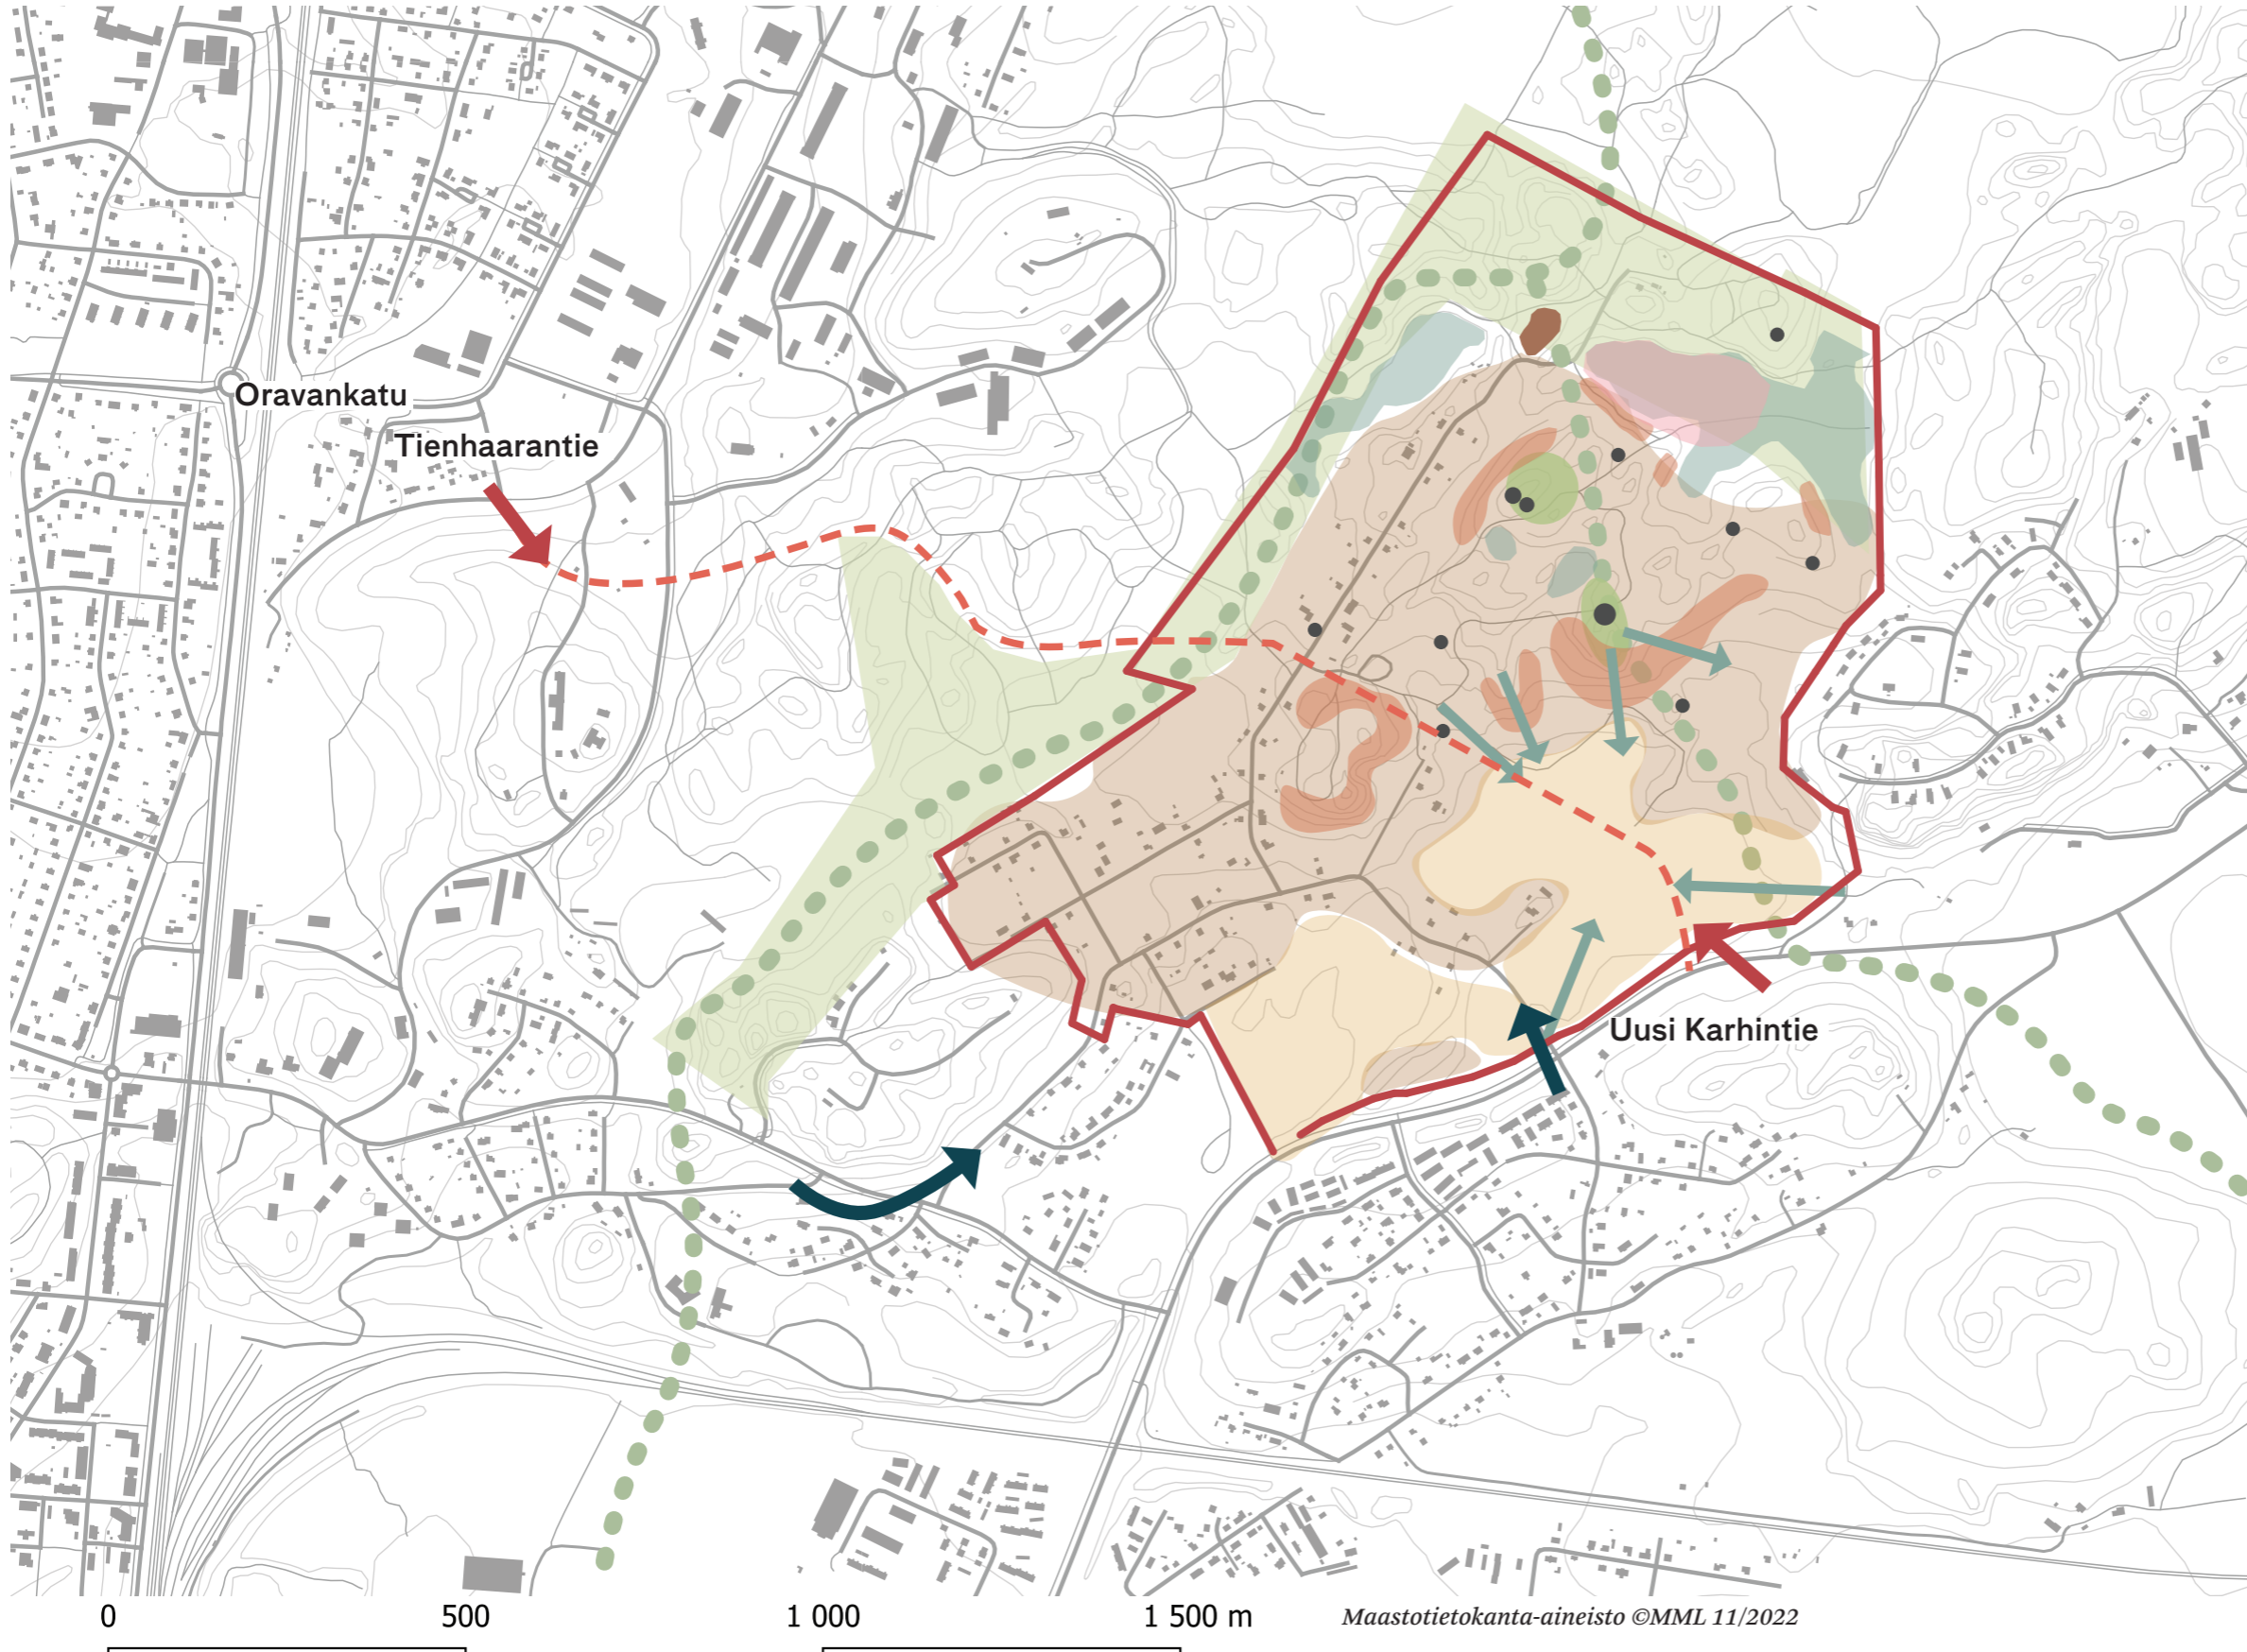 Oravankatu
Tienhaarantie
Uusi Karhintie
0 500 1 000 1 500 m
Maastotietokanta-aineisto ©MML 11/2022